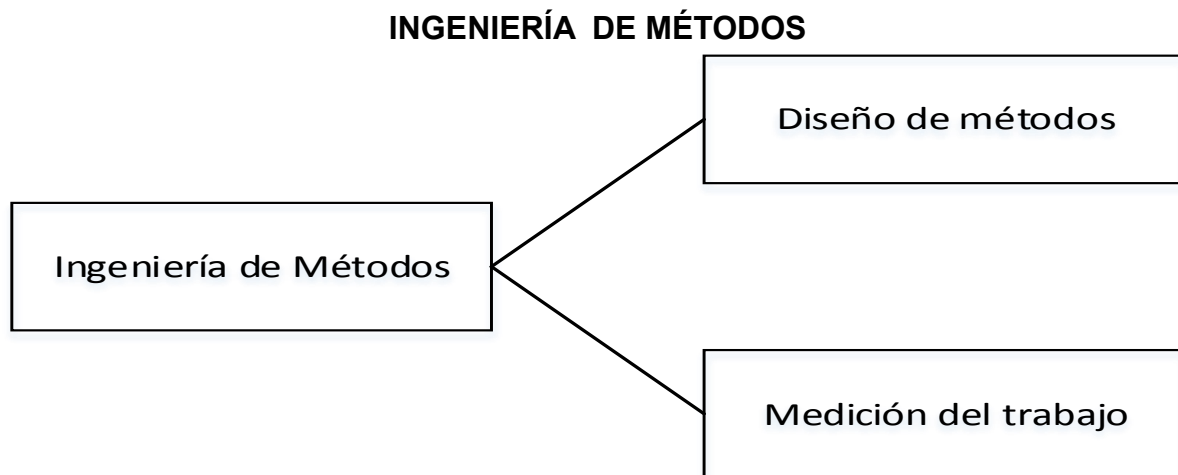 INGENIERÍA DE MÉTODOS
Diseño de métodos
Ingeniería de Métodos
Medición del trabajo